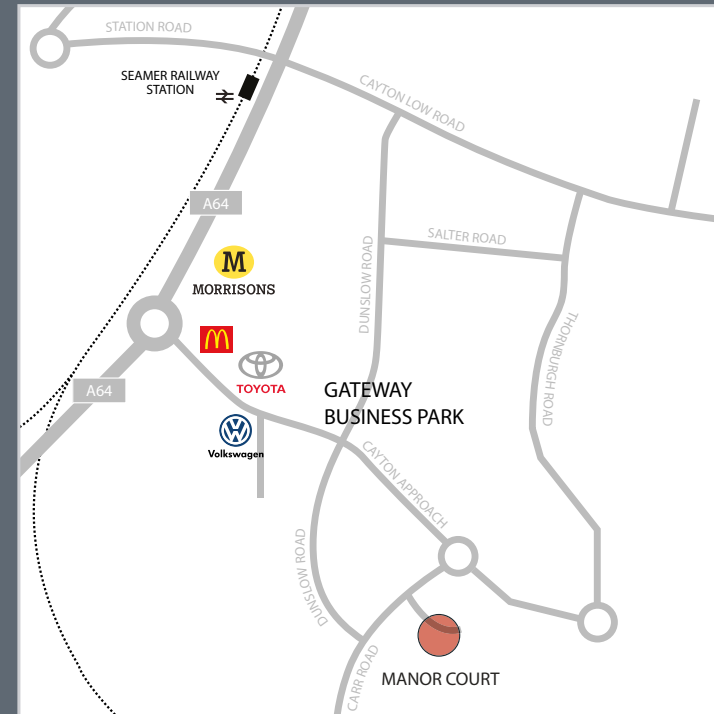 STATION ROAD
SEAMER RAILWAY
STATION
CAYTON LOW ROAD
A64
SALTER ROAD
M
MORRISONS
DUNSLOW ROAD
THORNBURGH ROAD
M
TOYOTA
A64
GATEWAY
BUSINESS PARK
Volkswagen
CAYTON APPROACH
DUNSLOW ROAD
CARR ROAD
MANOR COURT